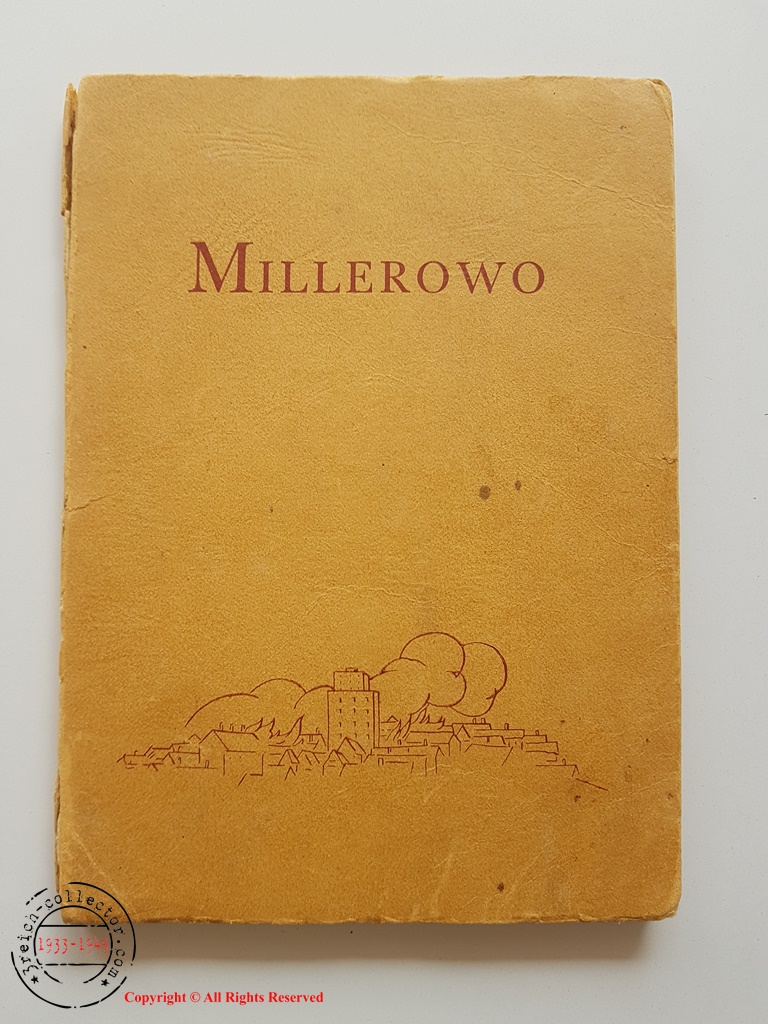 MILLEROWO
3reich-collector.com
1933-1945
Copyright © All Rights Reserved